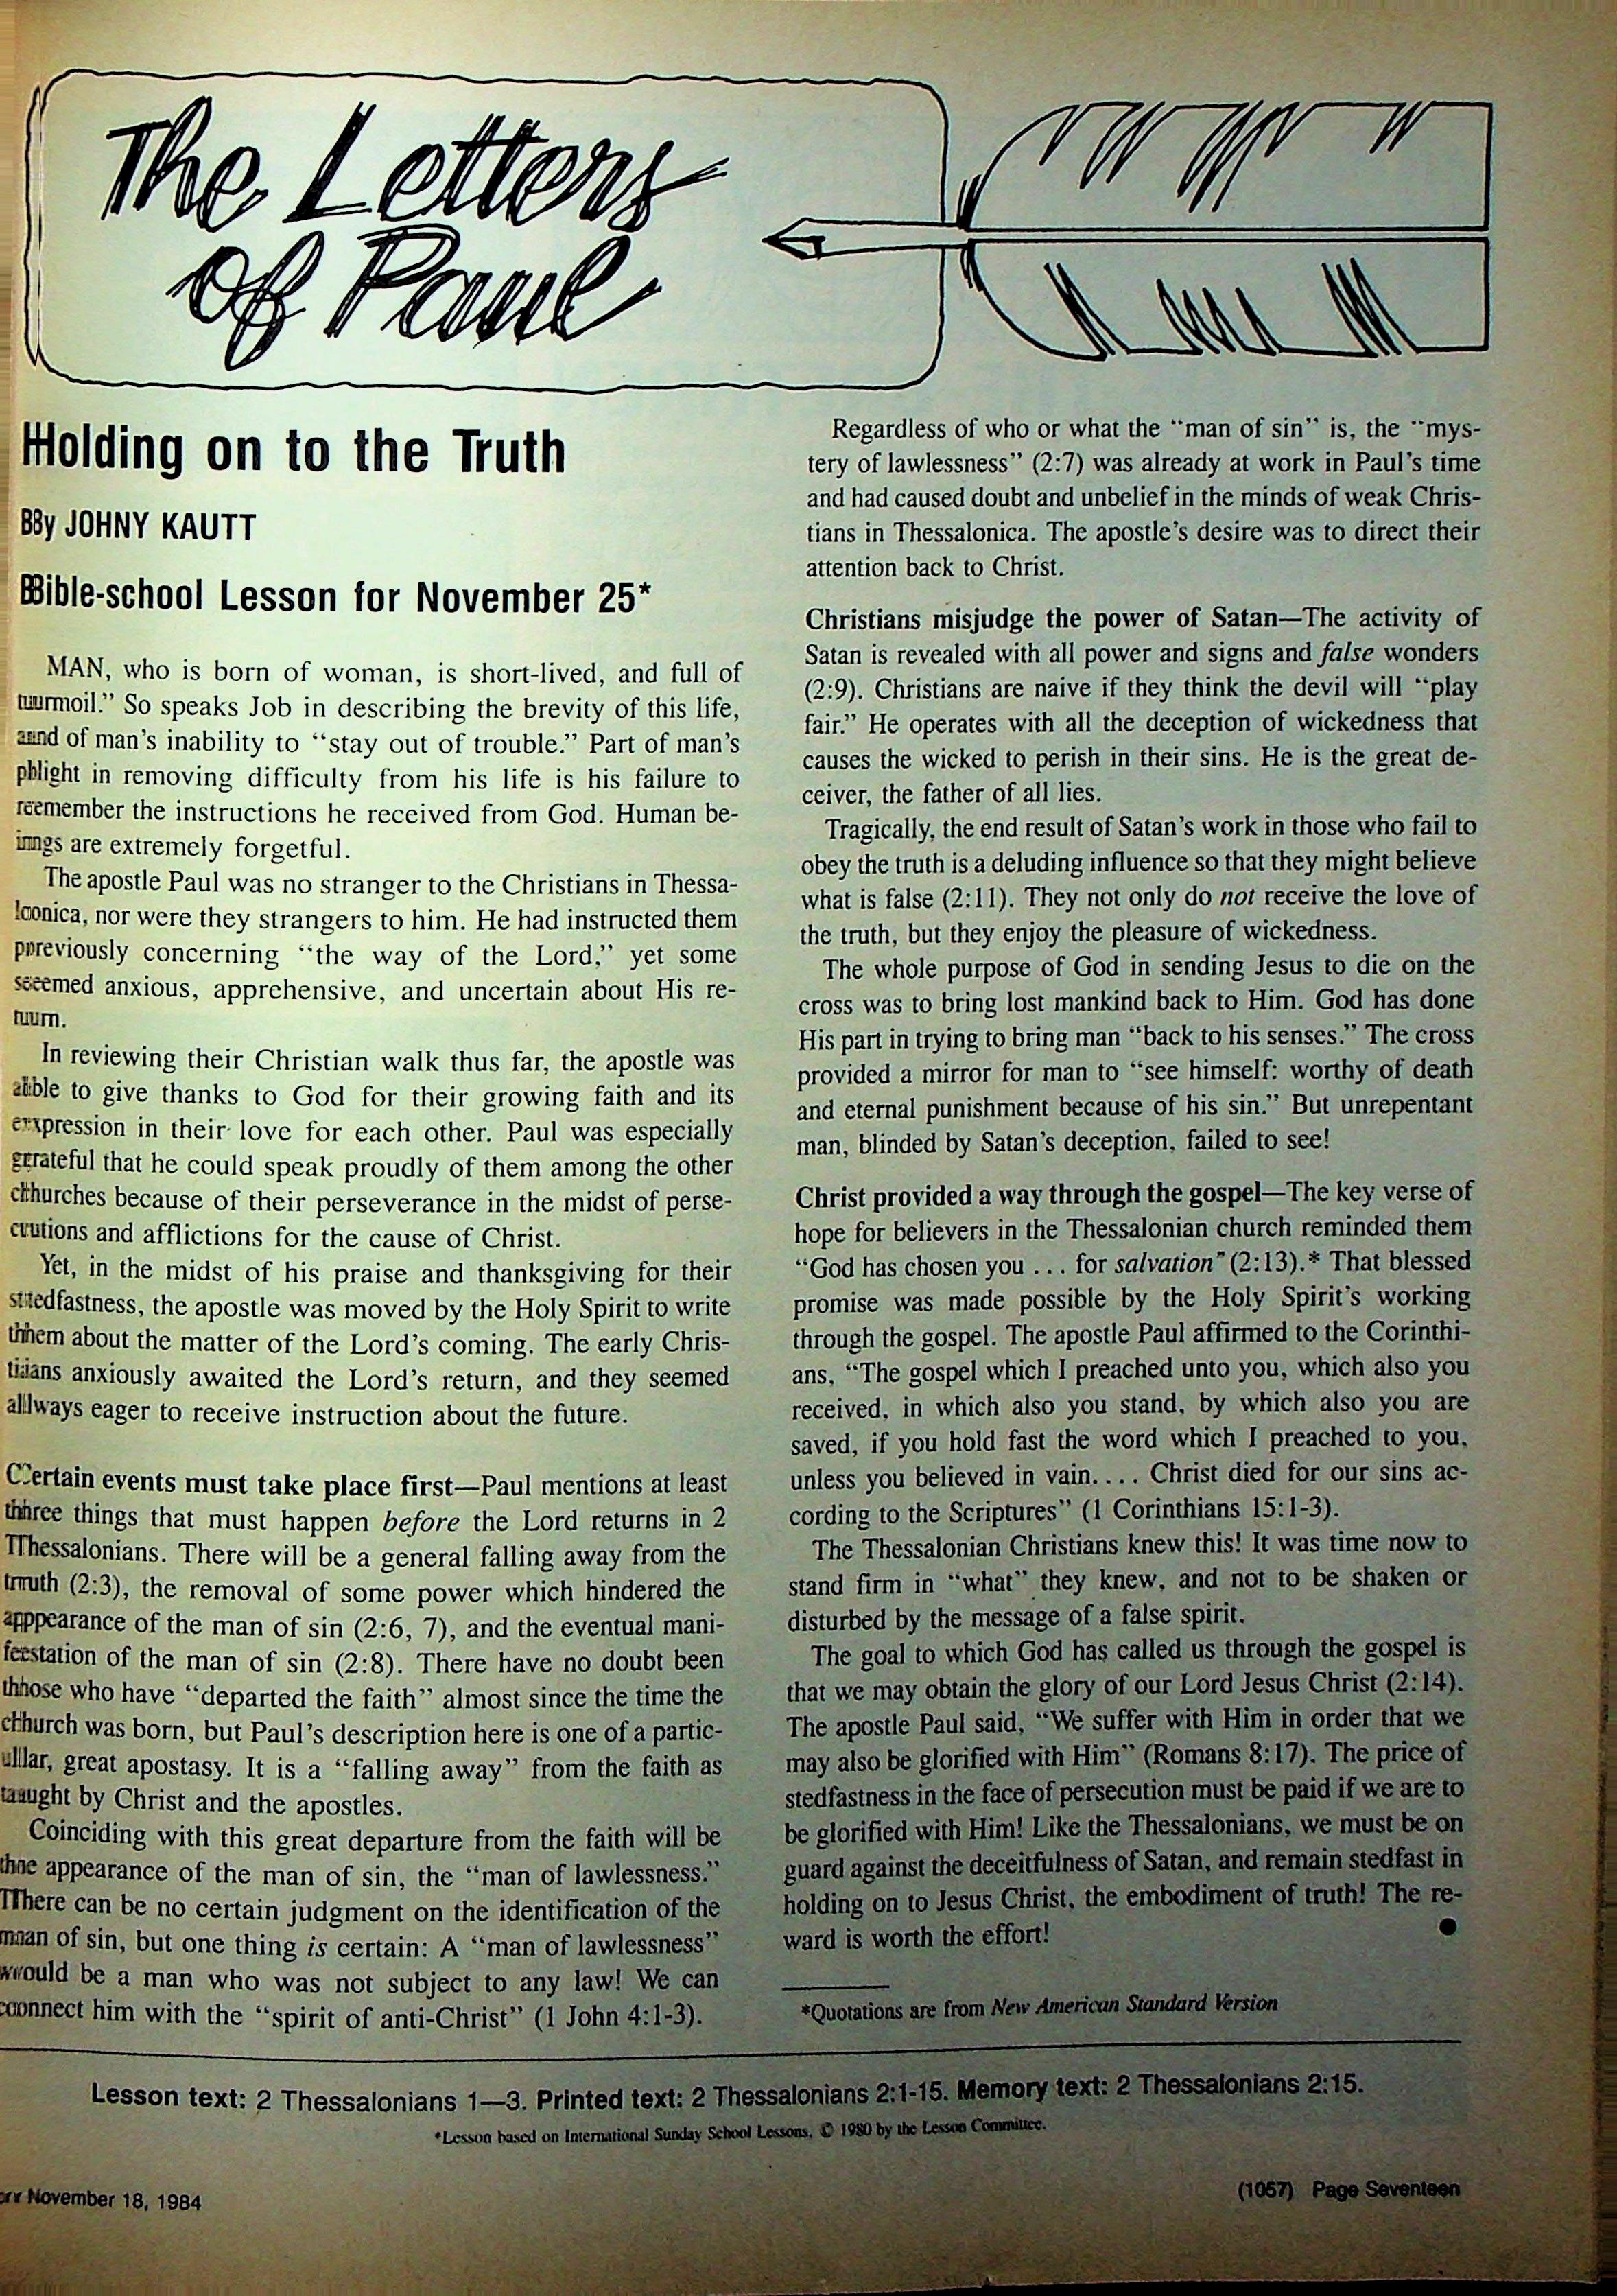 The Letters
of Paul
Holding on to the Truth
By JOHNY KAUTT
Bible-school Lesson for November 25*
MAN, who is born of woman, is short-lived, and full of
turmoil.” So speaks Job in describing the brevity of this life,
and of man’s inability to “stay out of trouble.” Part of man’s
plight in removing difficulty from his life is his failure to
remember the instructions he received from God. Human be-
ings are extremely forgetful.
The apostle Paul was no stranger to the Christians in Thessa-
lonica, nor were they strangers to him. He had instructed them
previously concerning “the way of the Lord,” yet some
seemed anxious, apprehensive, and uncertain about His re-
turn.
In reviewing their Christian walk thus far, the apostle was
able to give thanks to God for their growing faith and its
expression in their love for each other. Paul was especially
grateful that he could speak proudly of them among the other
churches because of their perseverance in the midst of perse-
cutions and afflictions for the cause of Christ.
Yet, in the midst of his praise and thanksgiving for their
stedfastness, the apostle was moved by the Holy Spirit to write
them about the matter of the Lord’s coming. The early Chris-
tians anxiously awaited the Lord’s return, and they seemed
always eager to receive instruction about the future.
Certain events must take place first—Paul mentions at least
three things that must happen before the Lord returns in 2
Thessalonians. There will be a general falling away from the
truth (2:3), the removal of some power which hindered the
appearance of the man of sin (2:6, 7), and the eventual mani-
festation of the man of sin (2:8). There have no doubt been
those who have “departed the faith” almost since the time the
church was born, but Paul’s description here is one of a partic-
ular, great apostasy. It is a “falling away” from the faith as
taught by Christ and the apostles.
Coinciding with this great departure from the faith will be
the appearance of the man of sin, the “man of lawlessness.”
There can be no certain judgment on the identification of the
man of sin, but one thing is certain: A “man of lawlessness”
would be a man who was not subject to any law! We can
connect him with the “spirit of anti-Christ” (1 John 4:1-3).
Regardless of who or what the “man of sin” is, the “mys-
tery of lawlessness” (2:7) was already at work in Paul’s time
and had caused doubt and unbelief in the minds of weak Chris-
tians in Thessalonica. The apostle’s desire was to direct their
attention back to Christ.
Christians misjudge the power of Satan—The activity of
Satan is revealed with all power and signs and false wonders
(2:9). Christians are naive if they think the devil will “play
fair.” He operates with all the deception of wickedness that
causes the wicked to perish in their sins. He is the great de-
ceiver, the father of all lies.
Tragically, the end result of Satan’s work in those who fail to
obey the truth is a deluding influence so that they might believe
what is false (2:11). They not only do not receive the love of
the truth, but they enjoy the pleasure of wickedness.
The whole purpose of God in sending Jesus to die on the
cross was to bring lost mankind back to Him. God has done
His part in trying to bring man “back to his senses.” The cross
provided a mirror for man to “see himself: worthy of death
and eternal punishment because of his sin.” But unrepentant
man, blinded by Satan’s deception, failed to see!
Christ provided a way through the gospel—The key verse of
hope for believers in the Thessalonian church reminded them
“God has chosen you . . . for salvation” (2:13).* That blessed
promise was made possible by the Holy Spirit’s working
through the gospel. The apostle Paul affirmed to the Corinthi-
ans, “The gospel which I preached unto you, which also you
received, in which also you stand, by which also you are
saved, if you hold fast the word which I preached to you,
unless you believed in vain. . . . Christ died for our sins ac-
cording to the Scriptures” (1 Corinthians 15:1-3).
The Thessalonian Christians knew this! It was time now to
stand firm in “what” they knew, and not to be shaken or
disturbed by the message of a false spirit.
The goal to which God has called us through the gospel is
that we may obtain the glory of our Lord Jesus Christ (2:14).
The apostle Paul said, “We suffer with Him in order that we
may also be glorified with Him” (Romans 8:17). The price of
stedfastness in the face of persecution must be paid if we are to
be glorified with Him! Like the Thessalonians, we must be on
guard against the deceitfulness of Satan, and remain stedfast in
holding on to Jesus Christ, the embodiment of truth! The re-
ward is worth the effort! ●
*Quotations are from New American Standard Version
Lesson text: 2 Thessalonians 1—3. Printed text: 2 Thessalonians 2:1-15. Memory text: 2 Thessalonians 2:15.
*Lesson based on International Sunday School Lessons, © 1980 by the Lesson Committee.
November 18, 1984
(1057) Page Seventeen